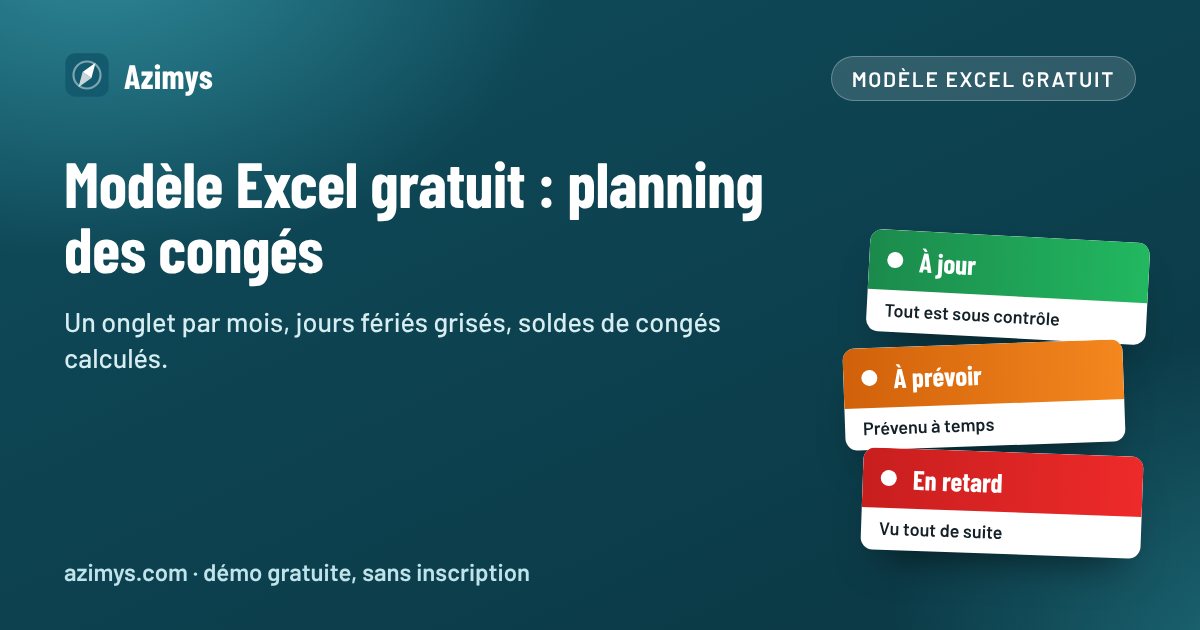 Azimys
MODÈLE EXCEL GRATUIT
Modèle Excel gratuit : planning
des congés
Un onglet par mois, jours fériés grisés, soldes de congés
calculés.
À jour
Tout est sous contrôle
À prévoir
Prévenu à temps
En retard
Vu tout de suite
azimys.com · démo gratuite, sans inscription